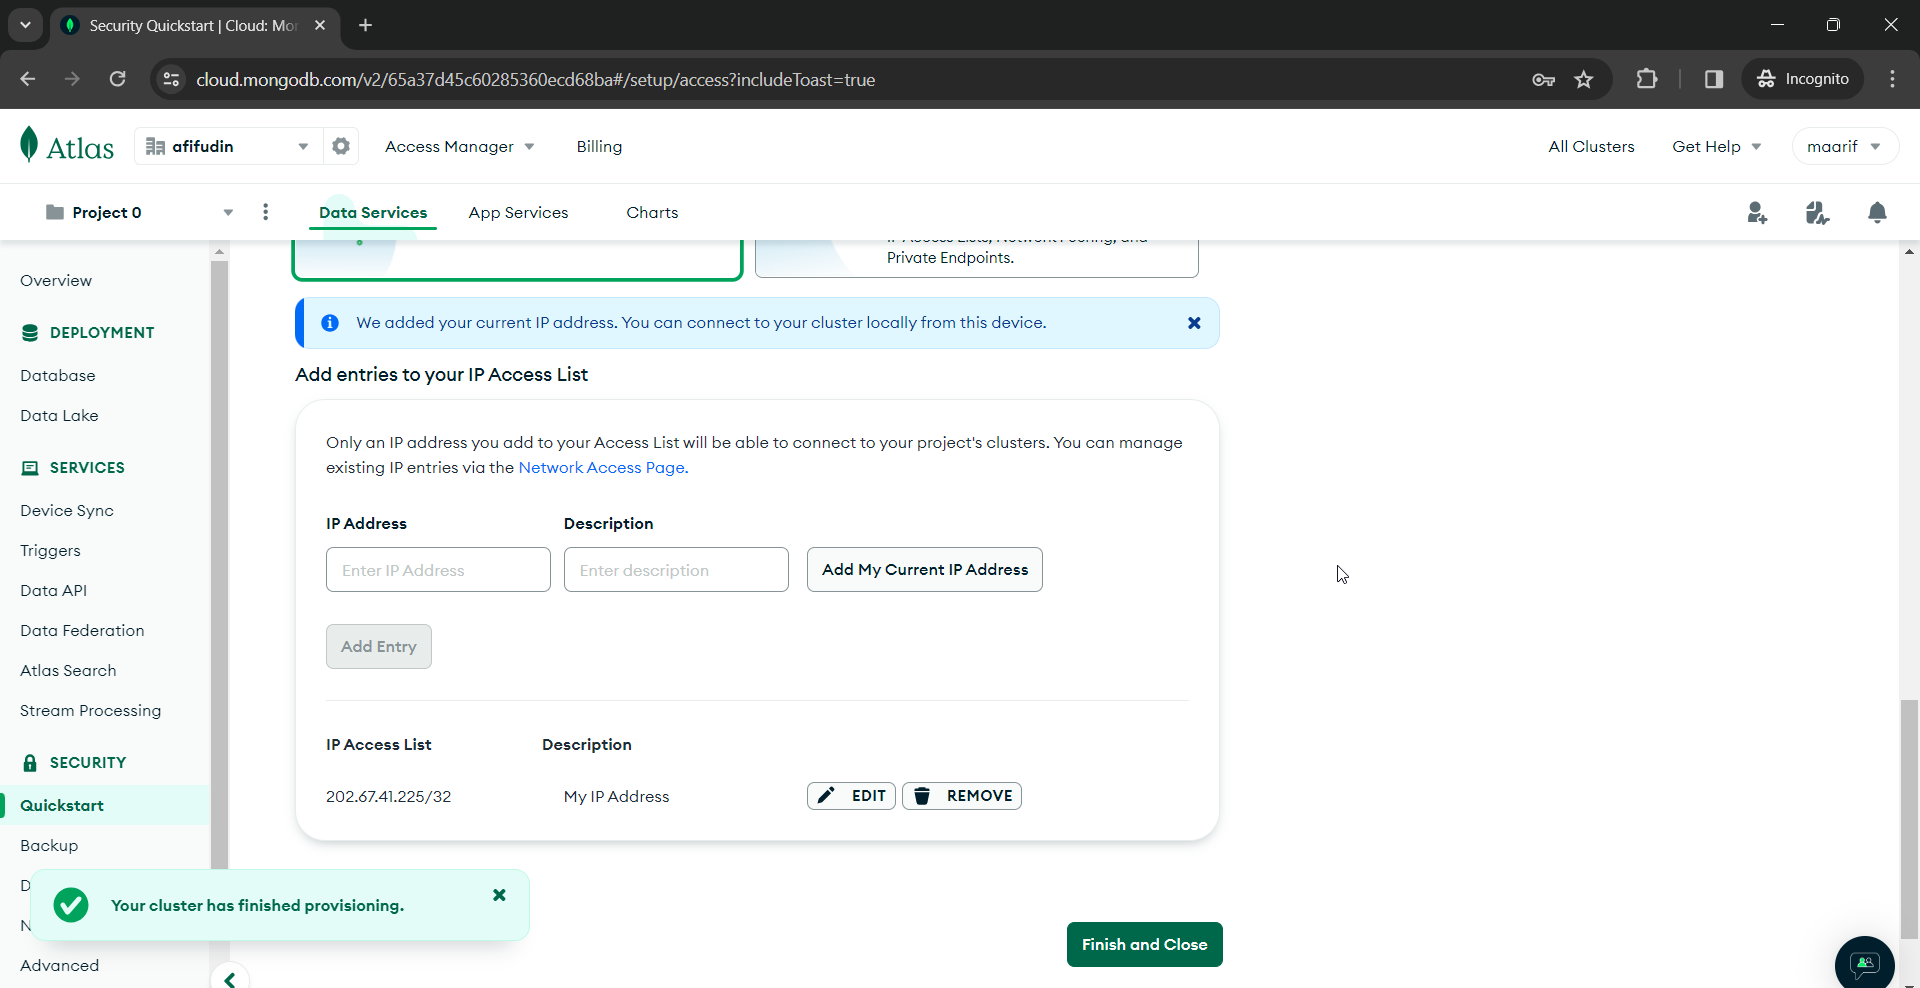 Security Quickstart | Cloud: Mon
cloud.mongodb.com/v2/65a37d45c60285360ecd68ba#/setup/access?includeToast=true
Incognito
Atlas
afifudin
Access Manager
Billing
All Clusters
Get Help
maarif
Project 0
Data Services
App Services
Charts
IP Access Lists, Network Peering, and
Private Endpoints.
Overview
DEPLOYMENT
Database
Data Lake
SERVICES
Device Sync
Triggers
Data API
Data Federation
Atlas Search
Stream Processing
SECURITY
Quickstart
Backup
D
N
Advanced
We added your current IP address. You can connect to your cluster locally from this device.
Add entries to your IP Access List
Only an IP address you add to your Access List will be able to connect to your project's clusters. You can manage
existing IP entries via the Network Access Page.
IP Address
Description
Enter IP Address
Enter description
Add My Current IP Address
Add Entry
IP Access List
Description
202.67.41.225/32
My IP Address
EDIT
REMOVE
Your cluster has finished provisioning.
Finish and Close